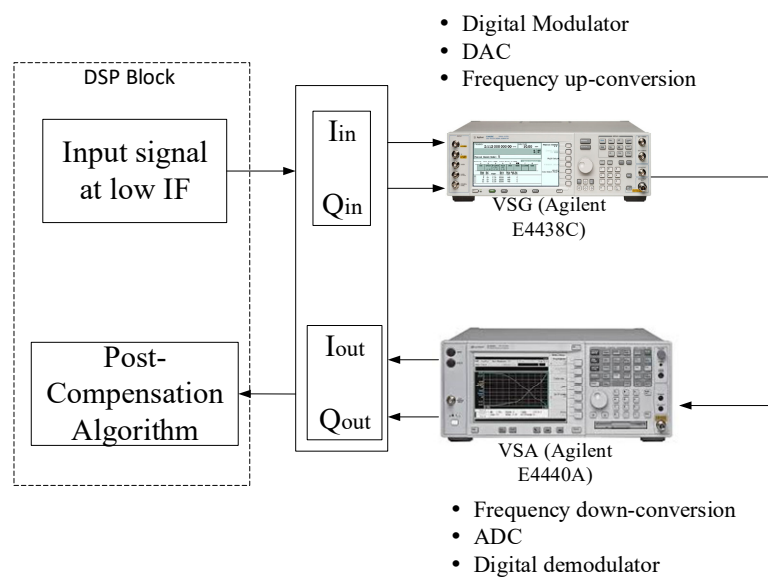 • Digital Modulator
• DAC
• Frequency up-conversion
DSP Block
Input signal
at low IF
Iin
Qin
VSG (Agilent
E4438C)
Post-
Compensation
Algorithm
Iout
Qout
VSA (Agilent
E4440A)
• Frequency down-conversion
• ADC
• Digital demodulator